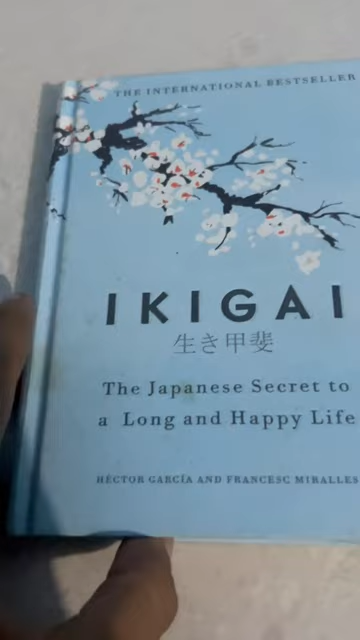 THE INTERNATIONAL BESTSELLER
IKIGAI
生き甲斐
The Japanese Secret to
a Long and Happy Life
HÉCTOR GARCÍA AND FRANCESC MIRALLES